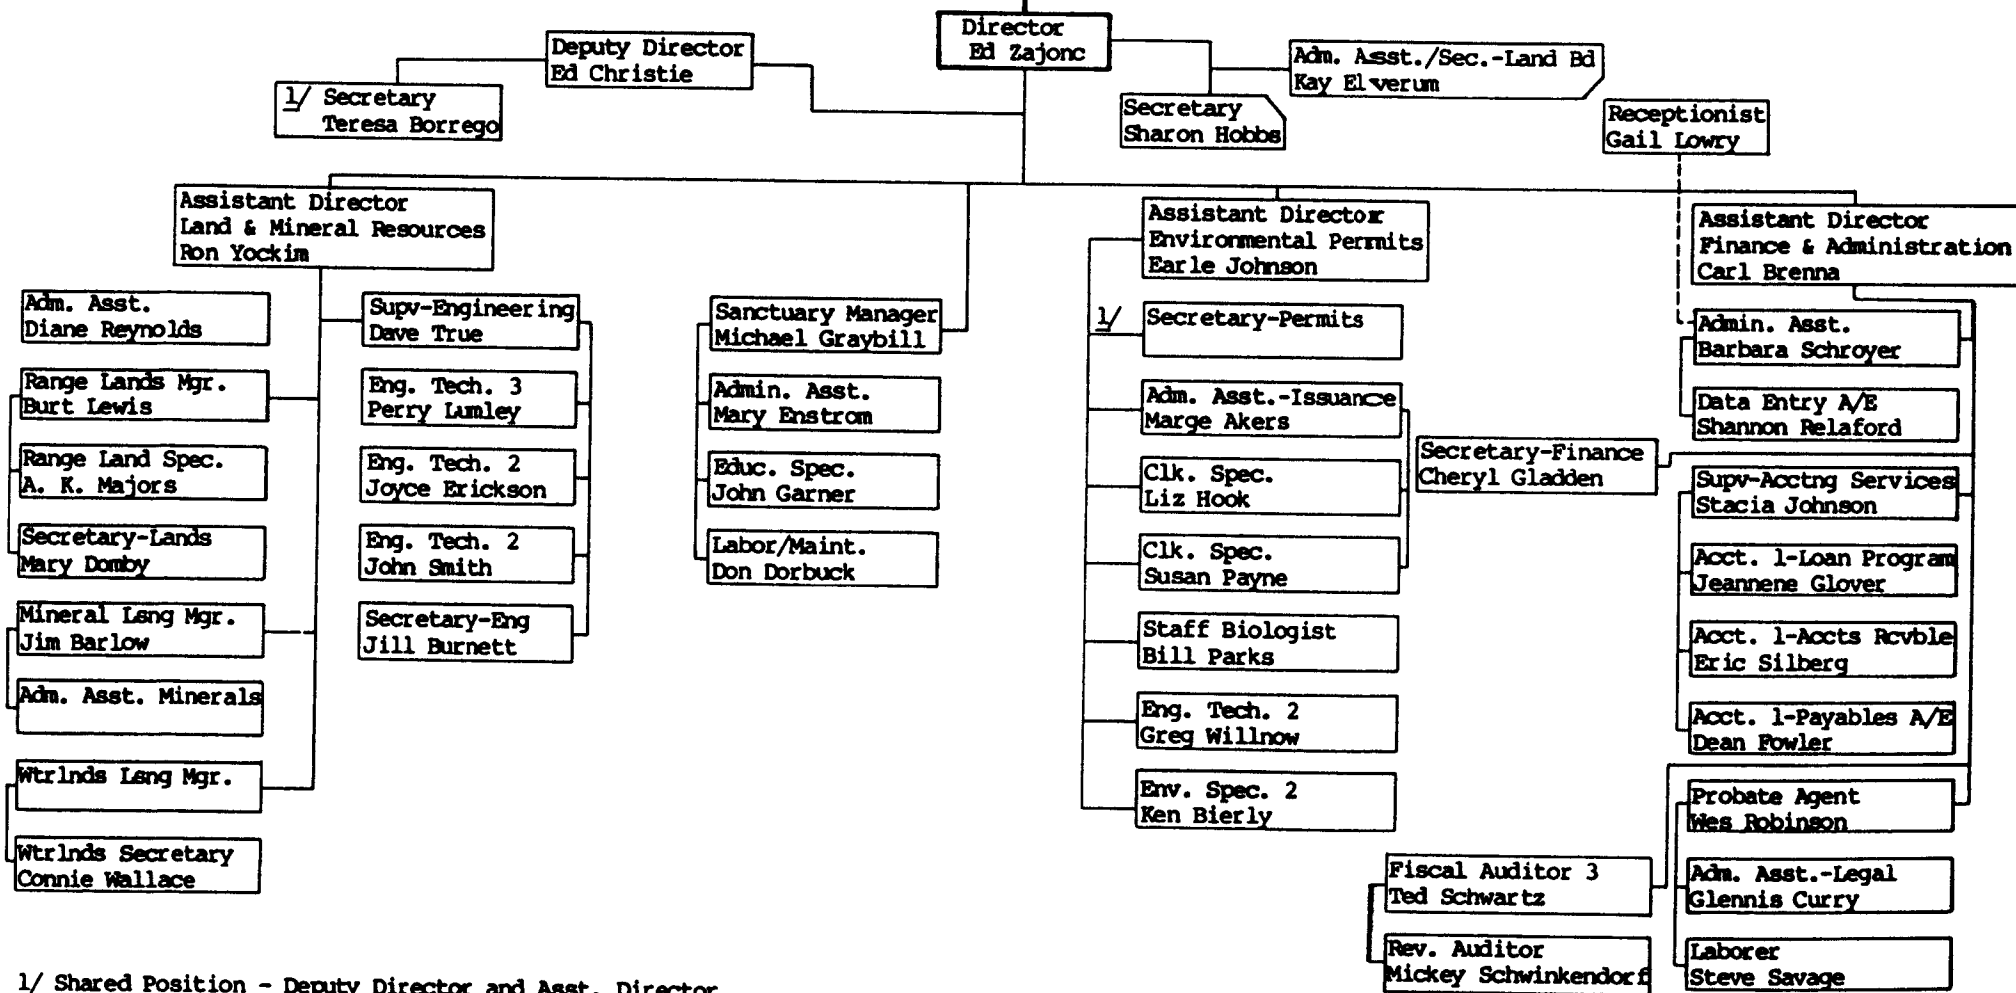 Director
Ed Zajonc
Deputy Director
Ed Christie
1/ Secretary
Teresa Borrego
Adm. Asst./Sec.-Land Bd
Kay Elverum
Secretary
Sharon Hobbs
Receptionist
Gail Lowry
Assistant Director
Land & Mineral Resources
Ron Yockim
Adm. Asst.
Diane Reynolds
Range Lands Mgr.
Burt Lewis
Range Land Spec.
A. K. Majors
Secretary-Lands
Mary Domby
Mineral Lsng Mgr.
Jim Barlow
Adm. Asst. Minerals
Wtrlnds Lsng Mgr.
Wtrlnds Secretary
Connie Wallace
Supv-Engineering
Dave True
Eng. Tech. 3
Perry Lumley
Eng. Tech. 2
Joyce Erickson
Eng. Tech. 2
John Smith
Secretary-Eng
Jill Burnett
Sanctuary Manager
Michael Graybill
Admin. Asst.
Mary Enstrom
Educ. Spec.
John Garner
Labor/Maint.
Don Dorbuck
Assistant Director
Environmental Permits
Earle Johnson
1/ Secretary-Permits
Adm. Asst.-Issuance
Marge Akers
Clk. Spec.
Liz Hook
Clk. Spec.
Susan Payne
Staff Biologist
Bill Parks
Eng. Tech. 2
Greg Willnow
Env. Spec. 2
Ken Bierly
Assistant Director
Finance & Administration
Carl Brenna
Admin. Asst.
Barbara Schroyer
Data Entry A/E
Shannon Relaford
Secretary-Finance
Cheryl Gladden
Supv-Acctng Services
Stacia Johnson
Acct. 1-Loan Program
Jeannene Glover
Acct. 1-Accts Rcvble
Eric Silberg
Acct. 1-Payables A/E
Dean Fowler
Probate Agent
Wes Robinson
Adm. Asst.-Legal
Glennis Curry
Laborer
Steve Savage
Fiscal Auditor 3
Ted Schwartz
Rev. Auditor
Mickey Schwinkendorf
1/ Shared Position - Deputy Director and Asst. Director